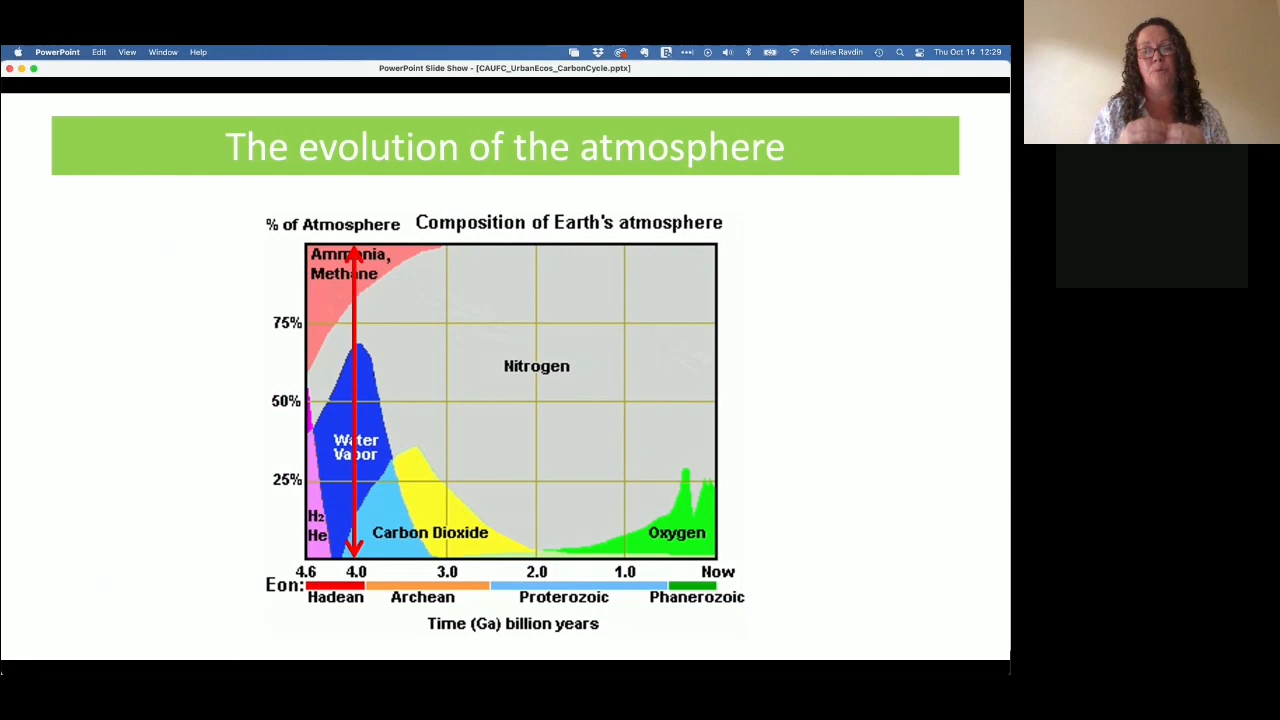 PowerPoint Edit View Window Help Kelaine Ravdin Thu Oct 14 12:29
PowerPoint Slide Show - [CAUFC_UrbanEcos_CarbonCycle.pptx]
The evolution of the atmosphere
% of Atmosphere Composition of Earth's atmosphere
Ammonia,
Methane
75%
Nitrogen
50%
Water
Vapor
25%
H₂
He
Carbon Dioxide
Oxygen
4.6 4.0 3.0 2.0 1.0 Now
Eon:
Hadean Archean Proterozoic Phanerozoic
Time (Ga) billion years